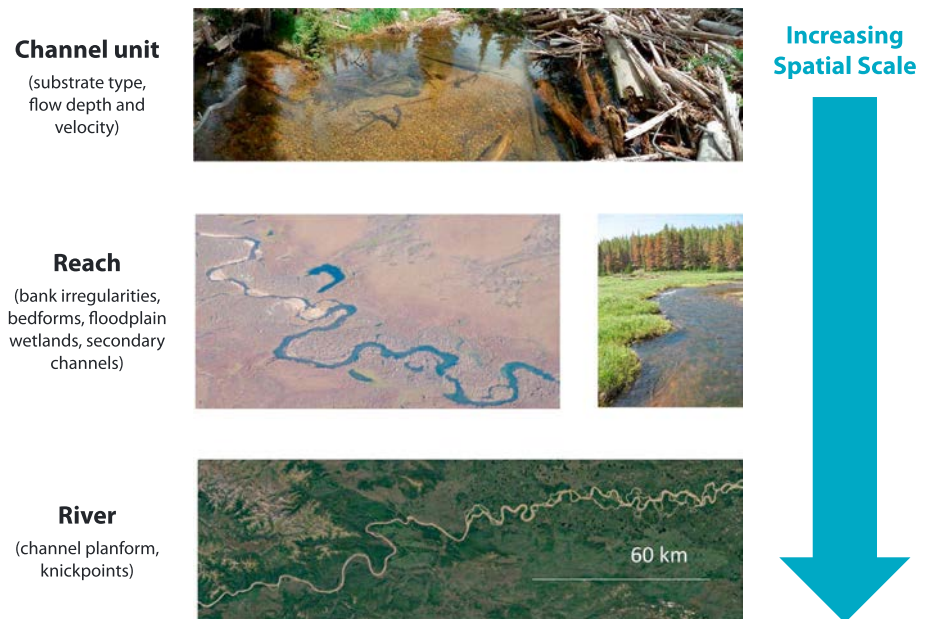 Channel unit
(substrate type,
flow depth and
velocity)
Increasing
Spatial Scale
Reach
(bank irregularities,
bedforms, floodplain
wetlands, secondary
channels)
River
(channel planform,
knickpoints)
60 km